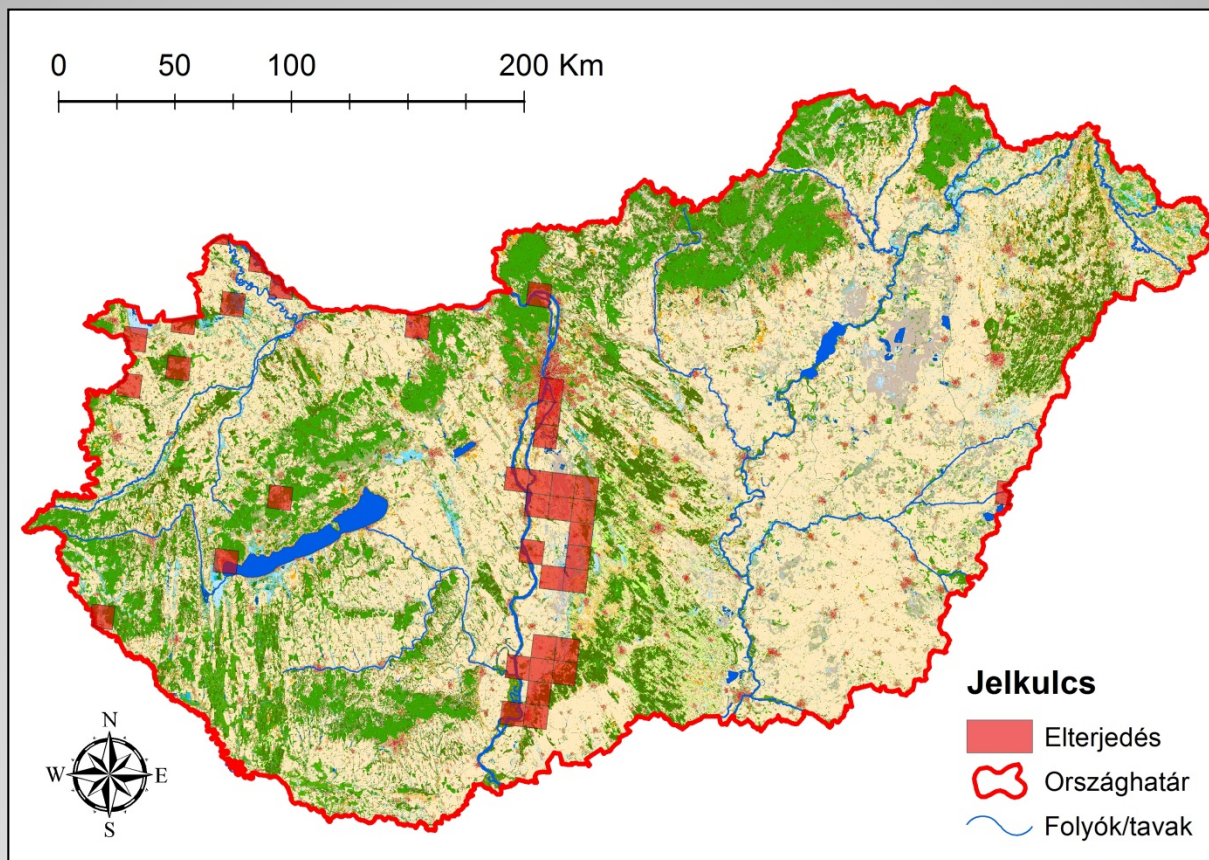 0 50 100 200 Km
N
W E
S
Jelkulcs
Elterjedés
Országhatár
Folyók/tavak